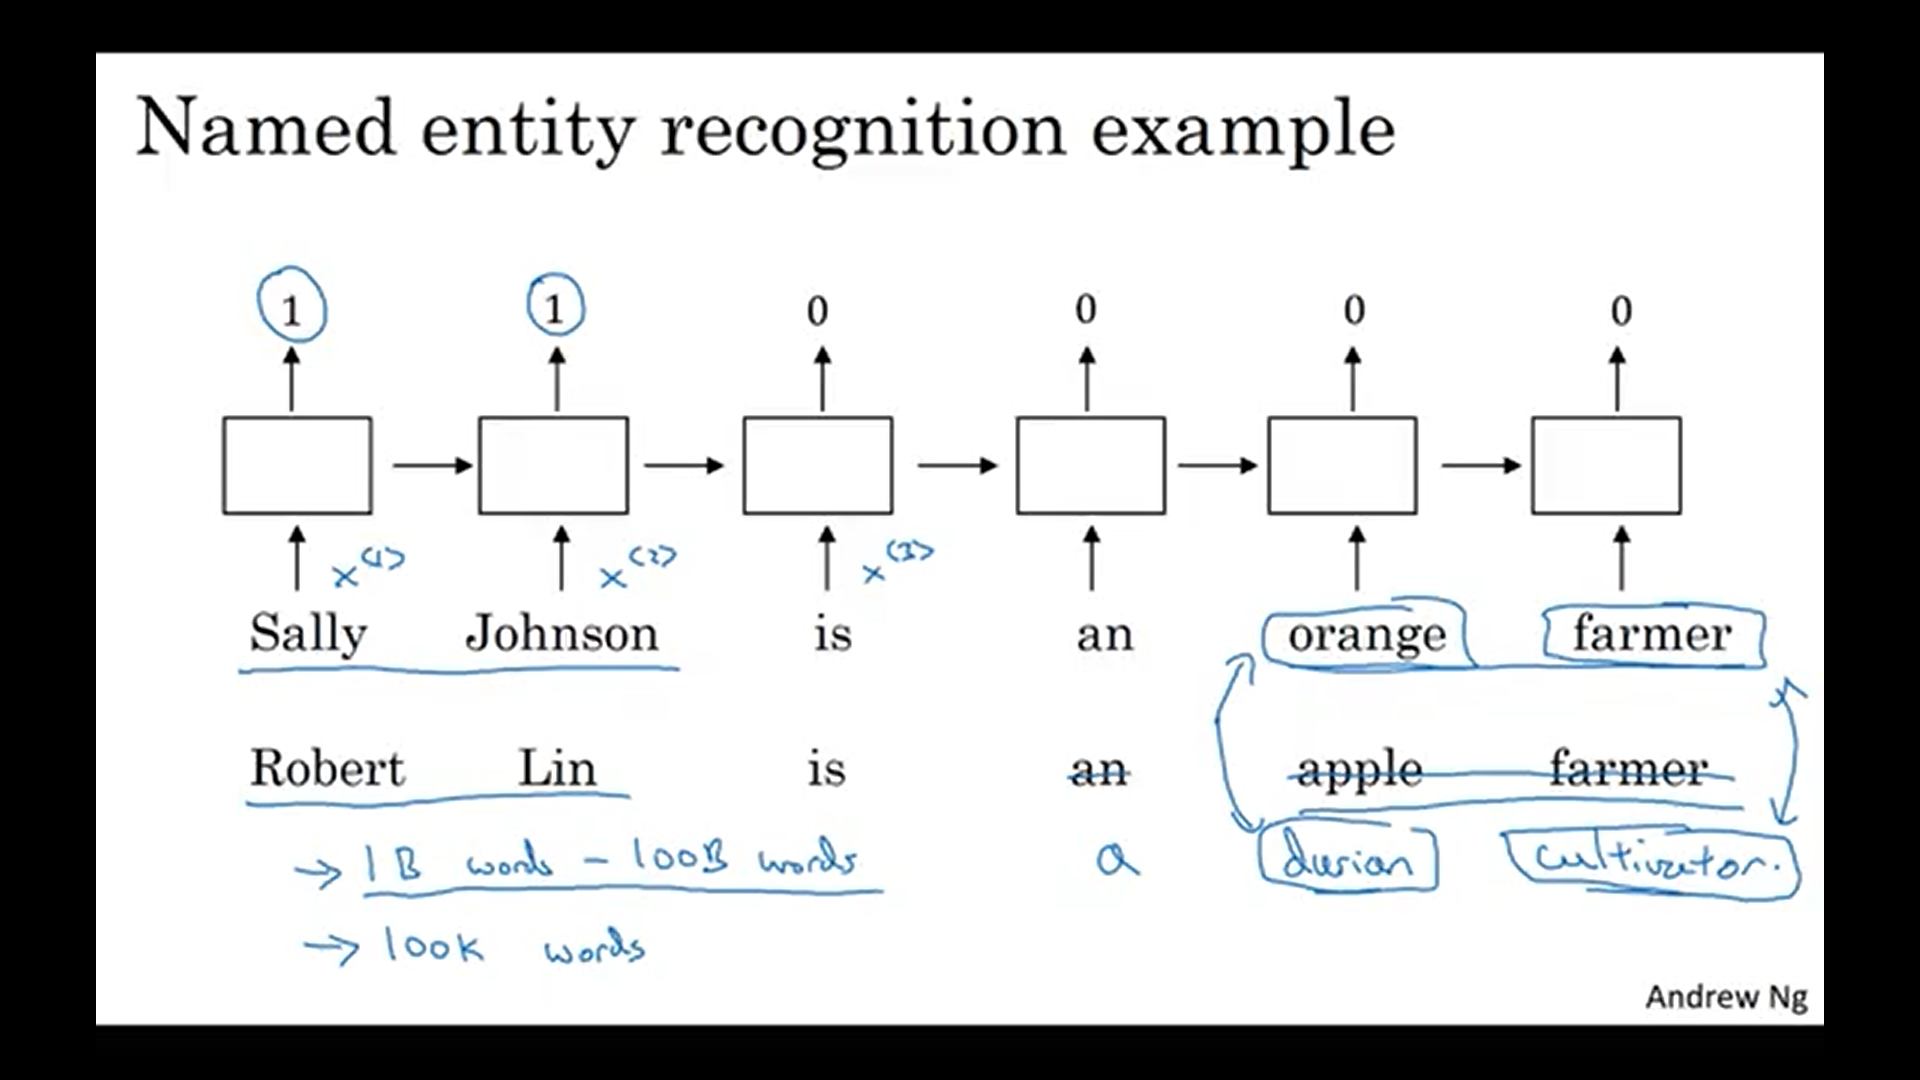 Named entity recognition example
1 1 0 0 0 0
x<1> x<2> x<3>
Sally Johnson is an orange farmer
Robert Lin is an apple farmer
→ 1B words - 100B words a durian cultivator.
→ 100K words
Andrew Ng